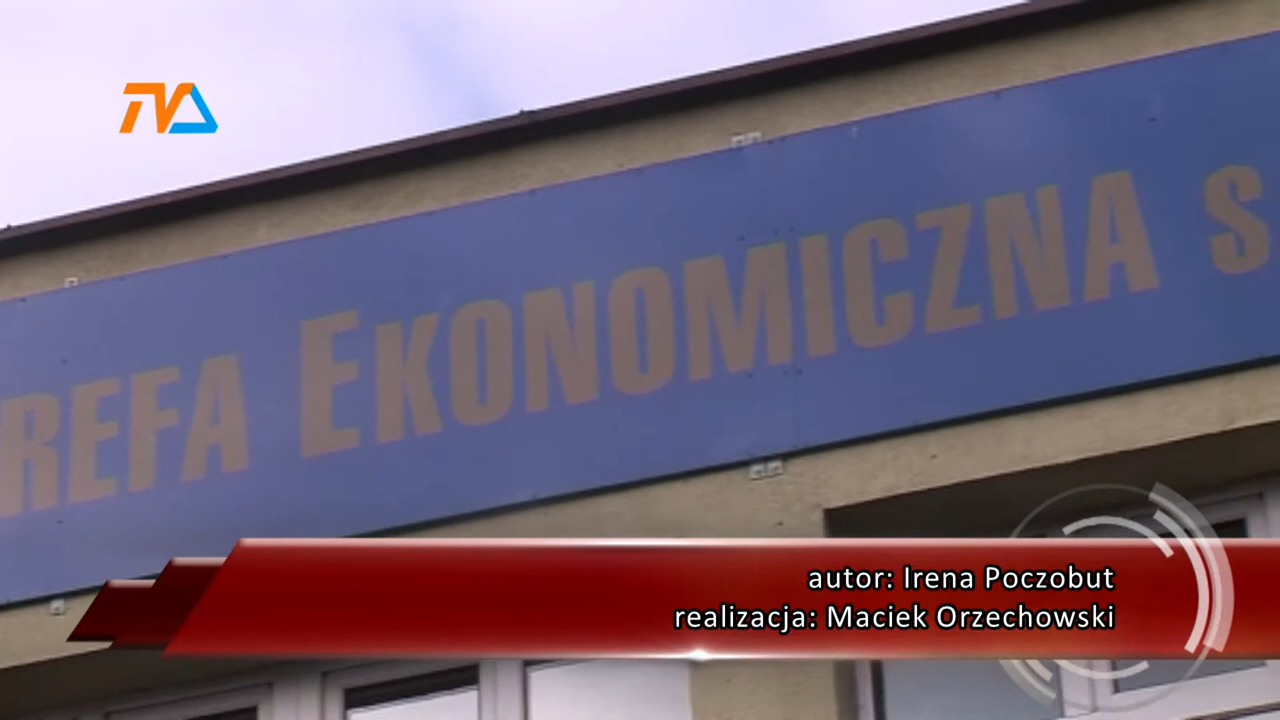 TVA
REFA EKONOMICZNA S
autor: Irena Poczobut
realizacja: Maciek Orzechowski